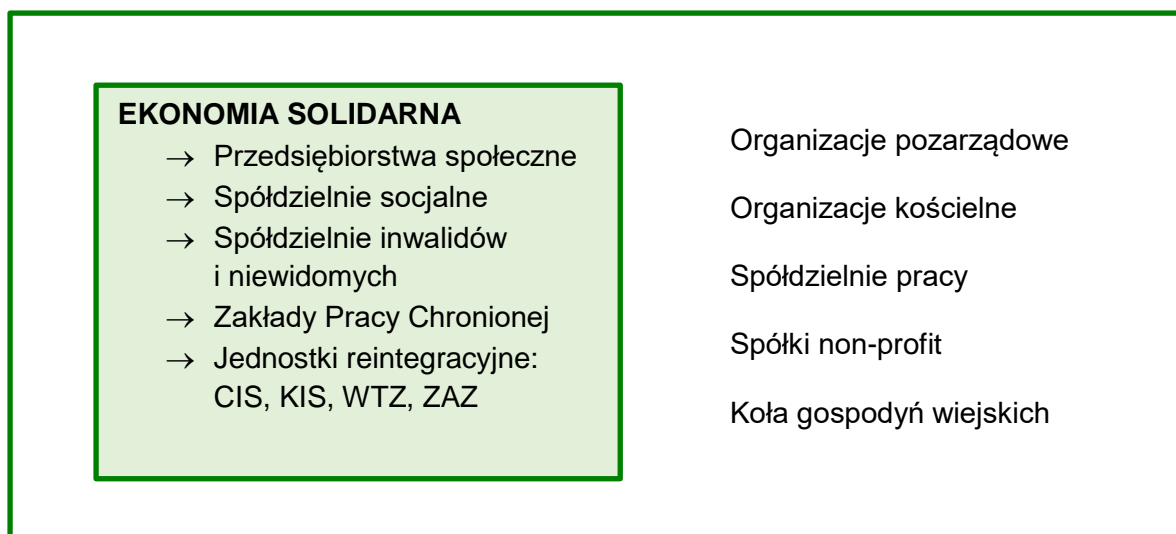 EKONOMIA SOLIDARNA
→ Przedsiębiorstwa społeczne
→ Spółdzielnie socjalne
→ Spółdzielnie inwalidów
i niewidomych
→ Zakłady Pracy Chronionej
→ Jednostki reintegracyjne:
CIS, KIS, WTZ, ZAZ
Organizacje pozarządowe
Organizacje kościelne
Spółdzielnie pracy
Spółki non-profit
Koła gospodyń wiejskich